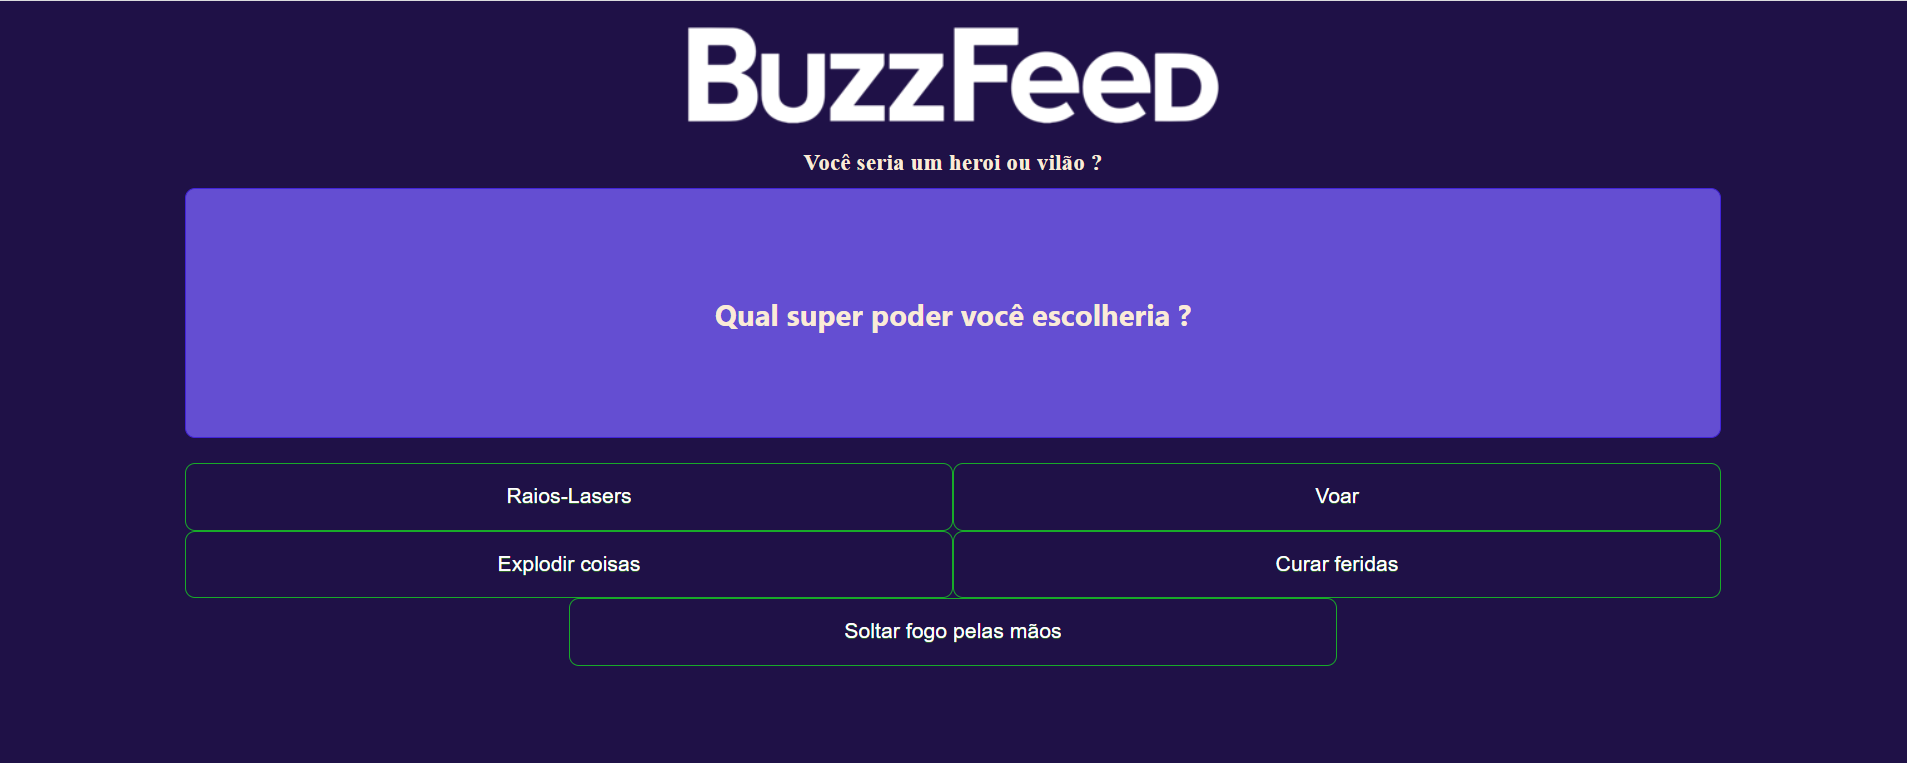 BuzzFeed
Você seria um heroi ou vilão ?
Qual super poder você escolheria ?
Raios-Lasers
Voar
Explodir coisas
Curar feridas
Soltar fogo pelas mãos